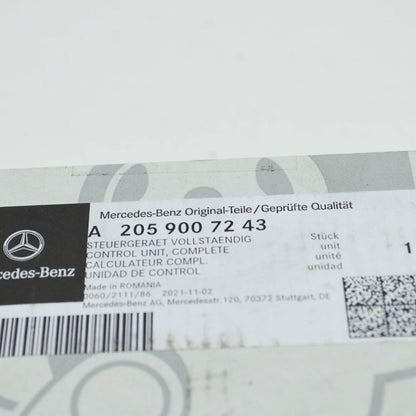 Mercedes-Benz Original-Teile/Geprüfte Qualität
A 205 900 72 43
STEUERGERAET VOLLSTAENDIG
CONTROL UNIT, COMPLETE
CALCULATEUR COMPL.
UNIDAD DE CONTROL
Stück
unit
unité
unidad
1
Made in ROMANIA
0060/2111/86 2021-11-02
Mercedes-Benz AG, Mercedesstr.120, 70372 Stuttgart, DE
cedes-Benz